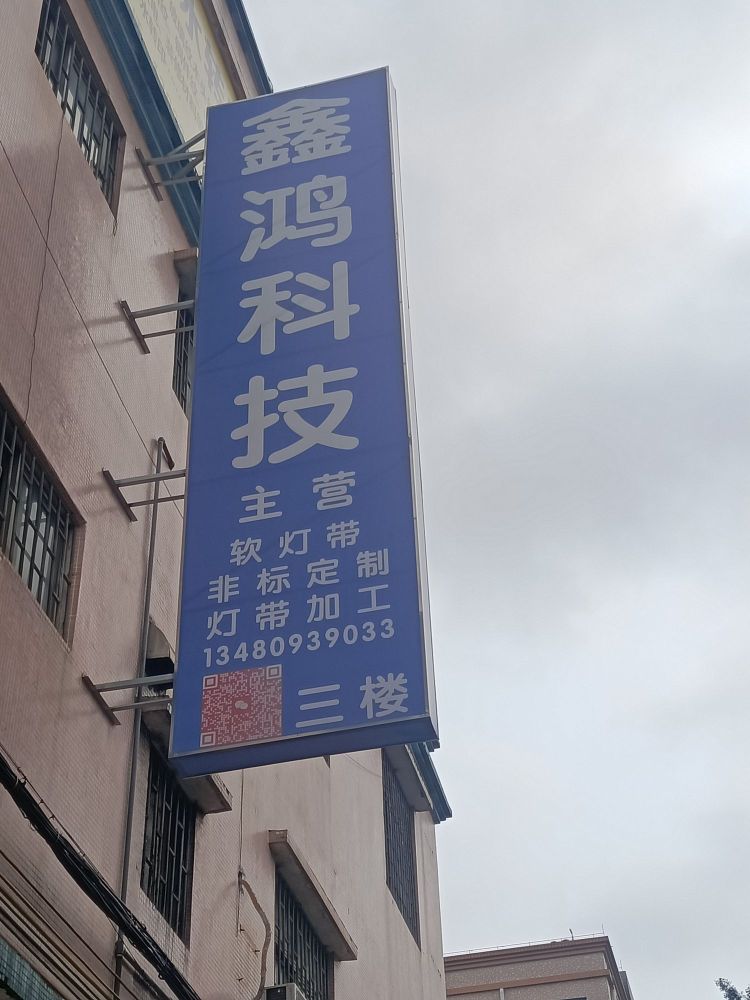 鑫鸿科技
主营
软灯带
非标定制
灯带加工
13480939033
三楼